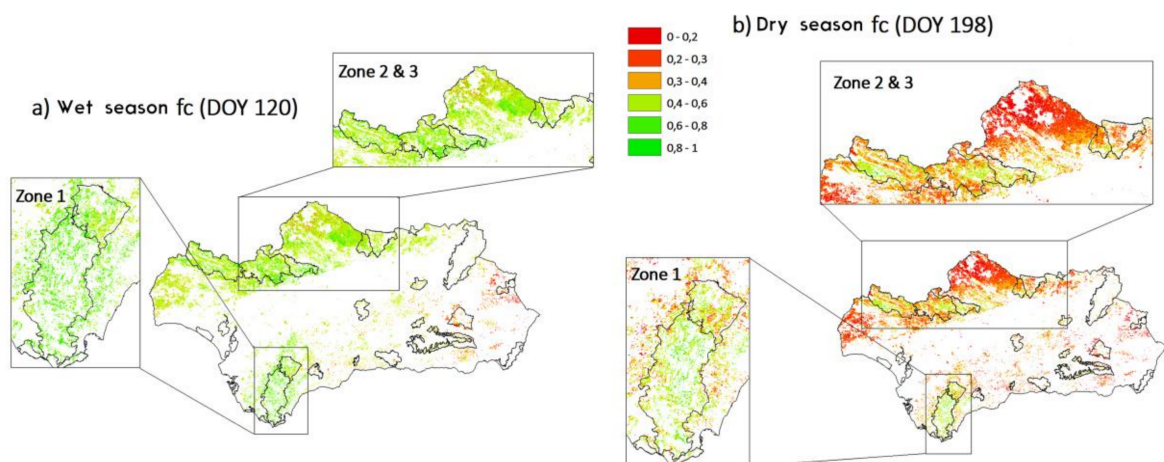 a) Wet season fc (DOY 120)
Zone 2 & 3
Zone 1
0 - 0,2
0,2 - 0,3
0,3 - 0,4
0,4 - 0,6
0,6 - 0,8
0,8 - 1
b) Dry season fc (DOY 198)
Zone 2 & 3
Zone 1